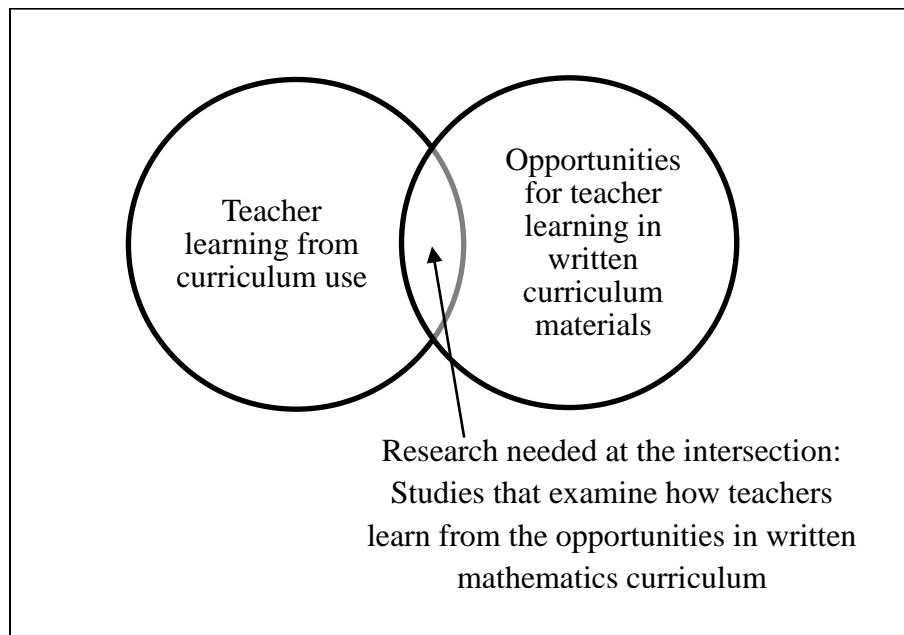 Teacher
learning from
curriculum use
Opportunities
for teacher
learning in
written
curriculum
materials
Research needed at the intersection:
Studies that examine how teachers
learn from the opportunities in written
mathematics curriculum